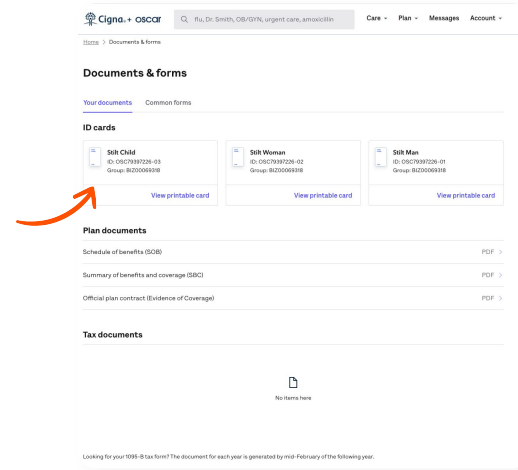 Cigna + oscar
flu, Dr. Smith, OB/GYN, urgent care, amoxicillin
Care Plan Messages Account
Home > Documents & forms
Documents & forms
Your documents Common forms
ID cards
Stilt Child
ID: OSC79397226-03
Group: BIZ00069318
View printable card
Stilt Woman
ID: OSC79397226-02
Group: BIZ00069318
View printable card
Stilt Man
ID: OSC79397226-01
Group: BIZ00069318
View printable card
Plan documents
Schedule of benefits (SOB) PDF >
Summary of benefits and coverage (SBC) PDF >
Official plan contract (Evidence of Coverage) PDF >
Tax documents
No items here
Looking for your 1095-B tax form? The document for each year is generated by mid-February of the following year.